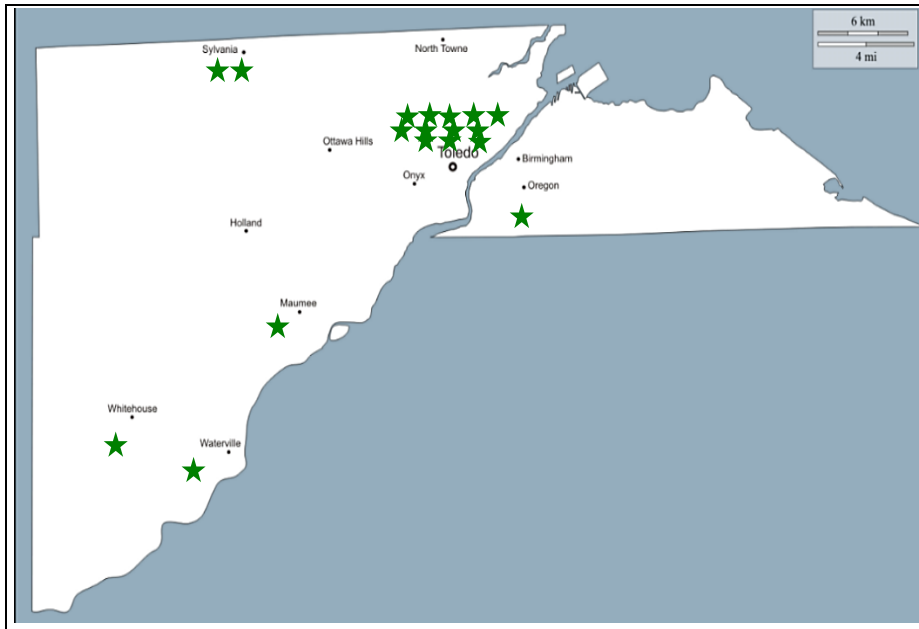 6 km
4 mi
Sylvania
North Towne
Ottawa Hills
Toledo
Birmingham
Onyx
Oregon
Holland
Maumee
Whitehouse
Waterville